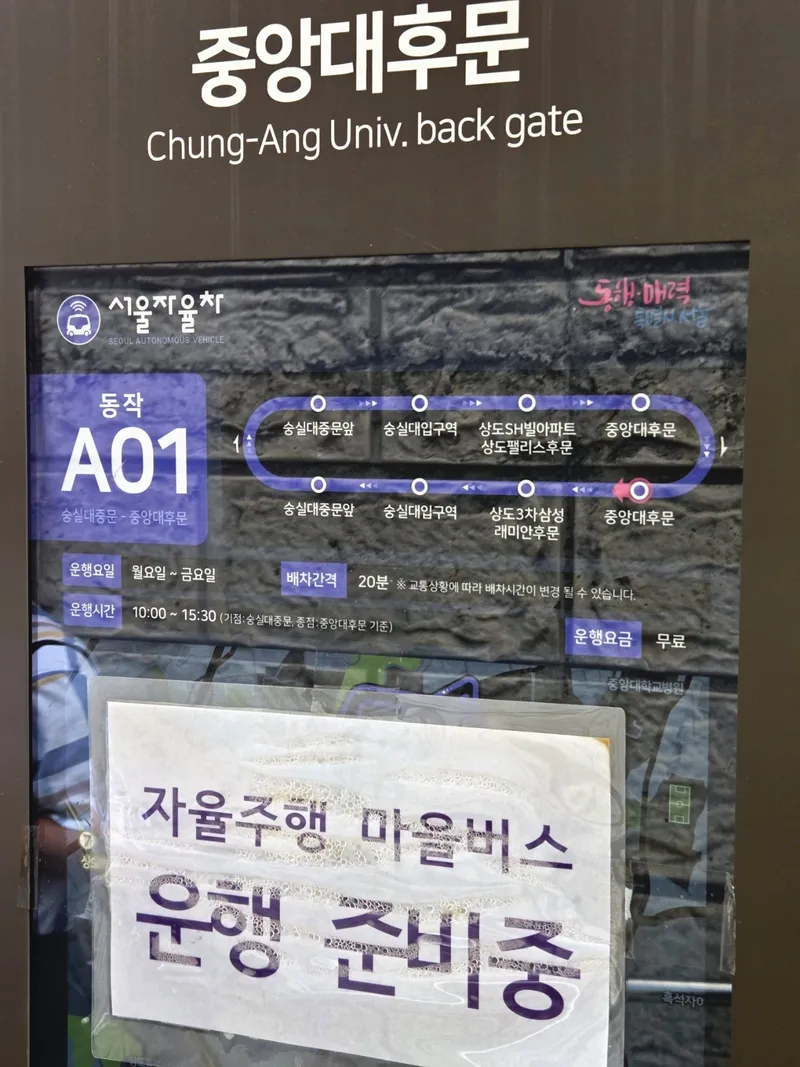 중앙대후문
Chung-Ang Univ. back gate
서울자율차
SEOUL AUTONOMOUS VEHICLE
동행·매력
동작
A01
숭실대중문 - 중앙대후문
숭실대중문앞
숭실대입구역
상도SH빌아파트
상도팰리스후문
중앙대후문
숭실대중문앞
숭실대입구역
상도3차삼성
래미안후문
중앙대후문
운행요일 월요일 ~ 금요일
배차간격 20분 ※ 교통상황에 따라 배차시간이 변경 될 수 있습니다.
운행시간 10:00 ~ 15:30 (기점:숭실대중문, 종점:중앙대후문 기준)
운행요금 무료
중앙대학교병원
자율주행 마을버스
운행 준비중
7